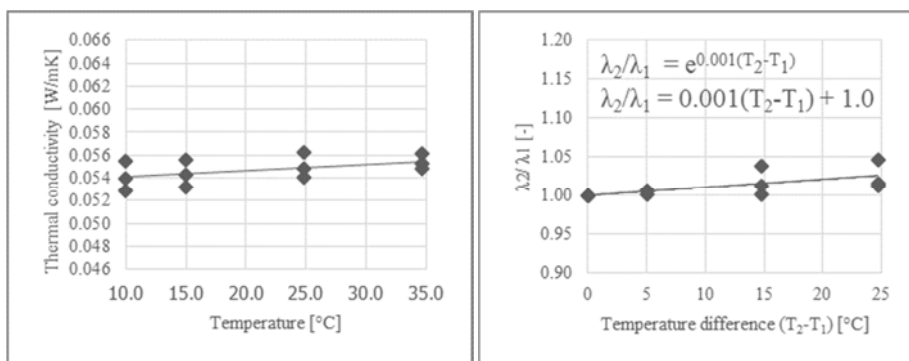 0.066
0.064
0.062
0.060
0.058
0.056
0.054
0.052
0.050
0.048
0.046
Thermal conductivity [W/mK]
10.0 15.0 20.0 25.0 30.0 35.0
Temperature [°C]
1.20
1.15
1.10
1.05
1.00
0.95
0.90
λ2/ λ1 [-]
λ₂/λ₁ = e^0.001(T₂-T₁)
λ₂/λ₁ = 0.001(T₂-T₁) + 1.0
0 5 10 15 20 25
Temperature difference (T₂-T₁) [°C]